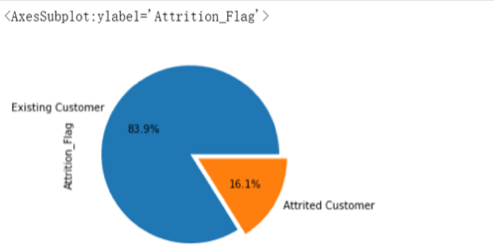 <AxesSubplot:ylabel='Attrition_Flag'>
Existing Customer
83.9%
Attrition_Flag
16.1%
Attrited Customer